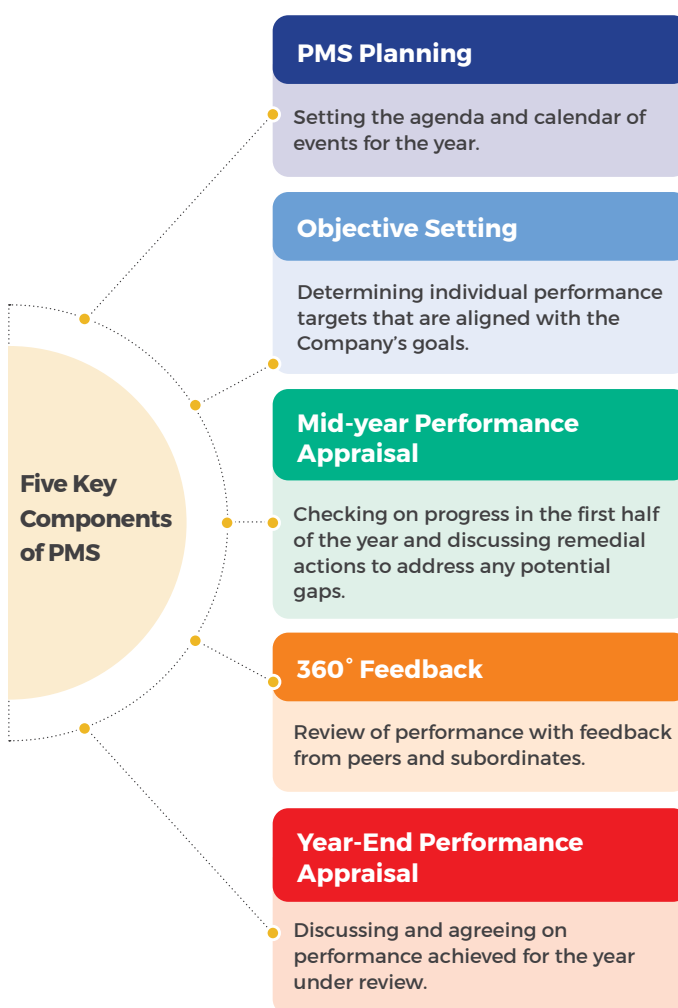 PMS Planning
Setting the agenda and calendar of
events for the year.
Objective Setting
Determining individual performance
targets that are aligned with the
Company's goals.
Five Key
Components
of PMS
Mid-year Performance
Appraisal
Checking on progress in the first half
of the year and discussing remedial
actions to address any potential
gaps.
360° Feedback
Review of performance with feedback
from peers and subordinates.
Year-End Performance
Appraisal
Discussing and agreeing on
performance achieved for the year
under review.